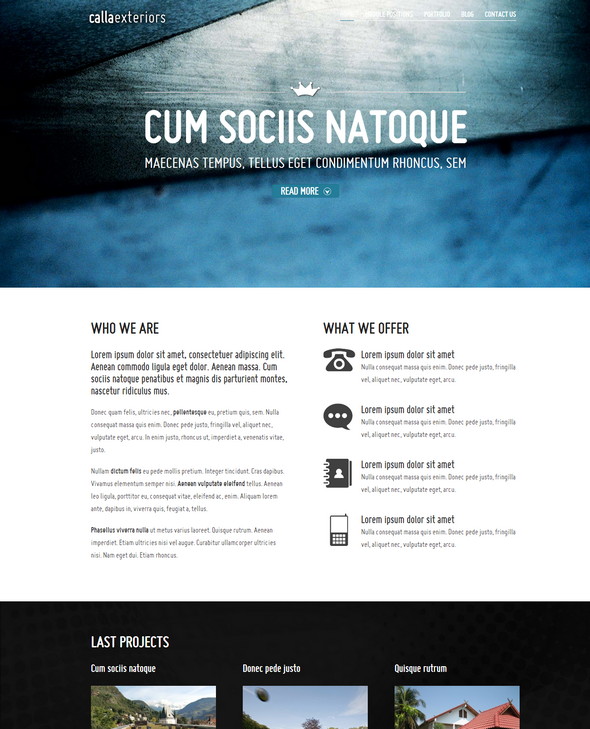 callaexteriors
PORTFOLIO BLOG CONTACT US
CUM SOCIIS NATOQUE
MAECENAS TEMPUS, TELLUS EGET CONDIMENTUM RHONCUS, SEM
READ MORE
WHO WE ARE
Lorem ipsum dolor sit amet, consectetuer adipiscing elit.
Aenean commodo ligula eget dolor. Aenean massa. Cum
sociis natoque penatibus et magnis dis parturient montes,
nascetur ridiculus mus.
Donec quam felis, ultricies nec, pellentesque eu, pretium quis, sem. Nulla
consequat massa quis enim. Donec pede justo, fringilla vel, aliquet nec,
vulputate eget, arcu. In enim justo, rhoncus ut, imperdiet a, venenatis vitae,
justo.
Nullam dictum felis eu pede mollis pretium. Integer tincidunt. Cras dapibus.
Vivamus elementum semper nisi. Aenean vulputate eleifend tellus. Aenean
leo ligula, porttitor eu, consequat vitae, eleifend ac, enim. Aliquam lorem
ante, dapibus in, viverra quis, feugiat a, tellus.
Phasellus viverra nulla ut metus varius laoreet. Quisque rutrum. Aenean
imperdiet. Etiam ultricies nisi vel augue. Curabitur ullamcorper ultricies
nisi. Nam eget dui. Etiam rhoncus.
WHAT WE OFFER
Lorem ipsum dolor sit amet
Nulla consequat massa quis enim. Donec pede justo, fringilla
vel, aliquet nec, vulputate eget, arcu.
Lorem ipsum dolor sit amet
Nulla consequat massa quis enim. Donec pede justo, fringilla
vel, aliquet nec, vulputate eget, arcu.
Lorem ipsum dolor sit amet
Nulla consequat massa quis enim. Donec pede justo, fringilla
vel, aliquet nec, vulputate eget, arcu.
Lorem ipsum dolor sit amet
Nulla consequat massa quis enim. Donec pede justo, fringilla
vel, aliquet nec, vulputate eget, arcu.
LAST PROJECTS
Cum sociis natoque Donec pede justo Quisque rutrum